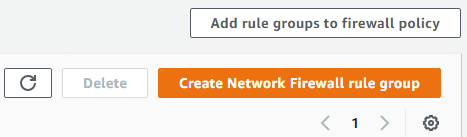 Add rule groups to firewall policy
Delete Create Network Firewall rule group
1